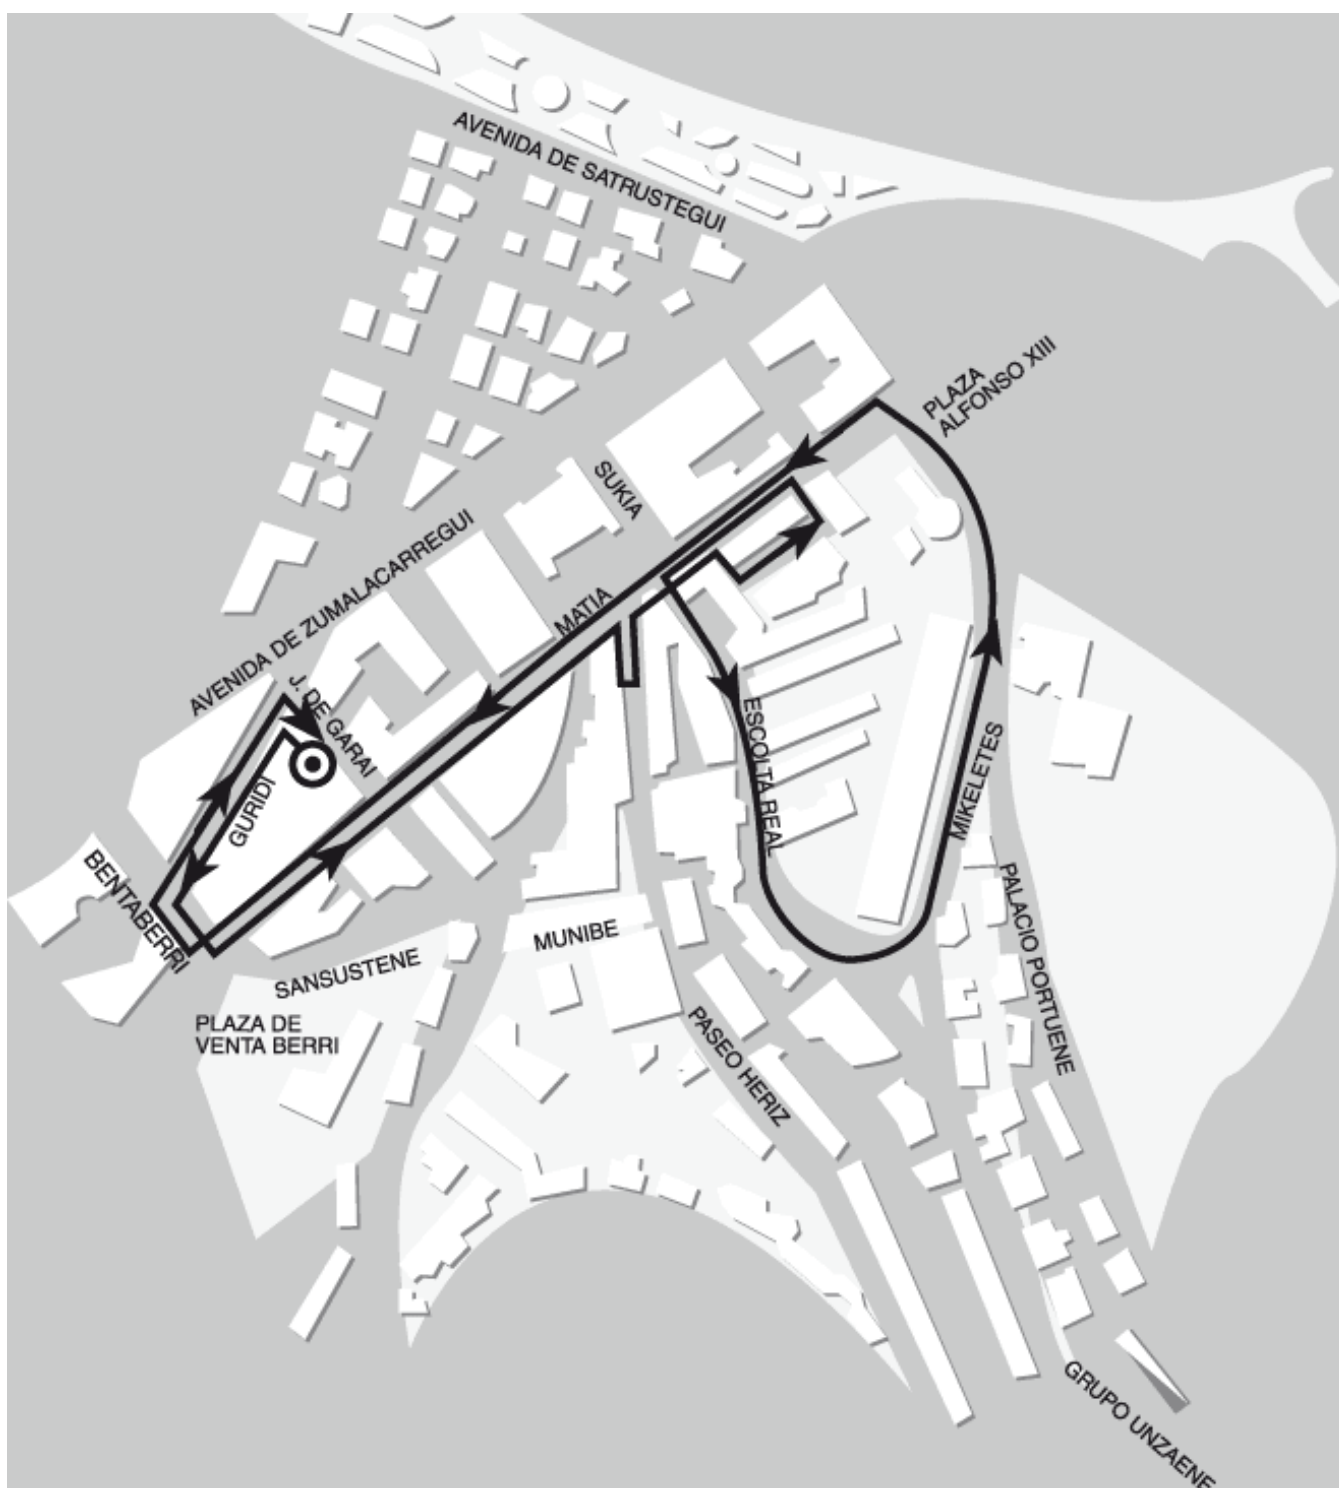 AVENIDA DE SATRUSTEGUI
PLAZA
ALFONSO XIII
SUKIA
AVENIDA DE ZUMALACARREGUI
MATIA
J. DE GARAI
GURIDI
ESCOLTA REAL
MIKELETES
BENTABERRI
PALACIO PORTUENE
MUNIBE
SANSUSTENE
PLAZA DE
VENTA BERRI
PASEO HERIZ
GRUPO UNZAENE